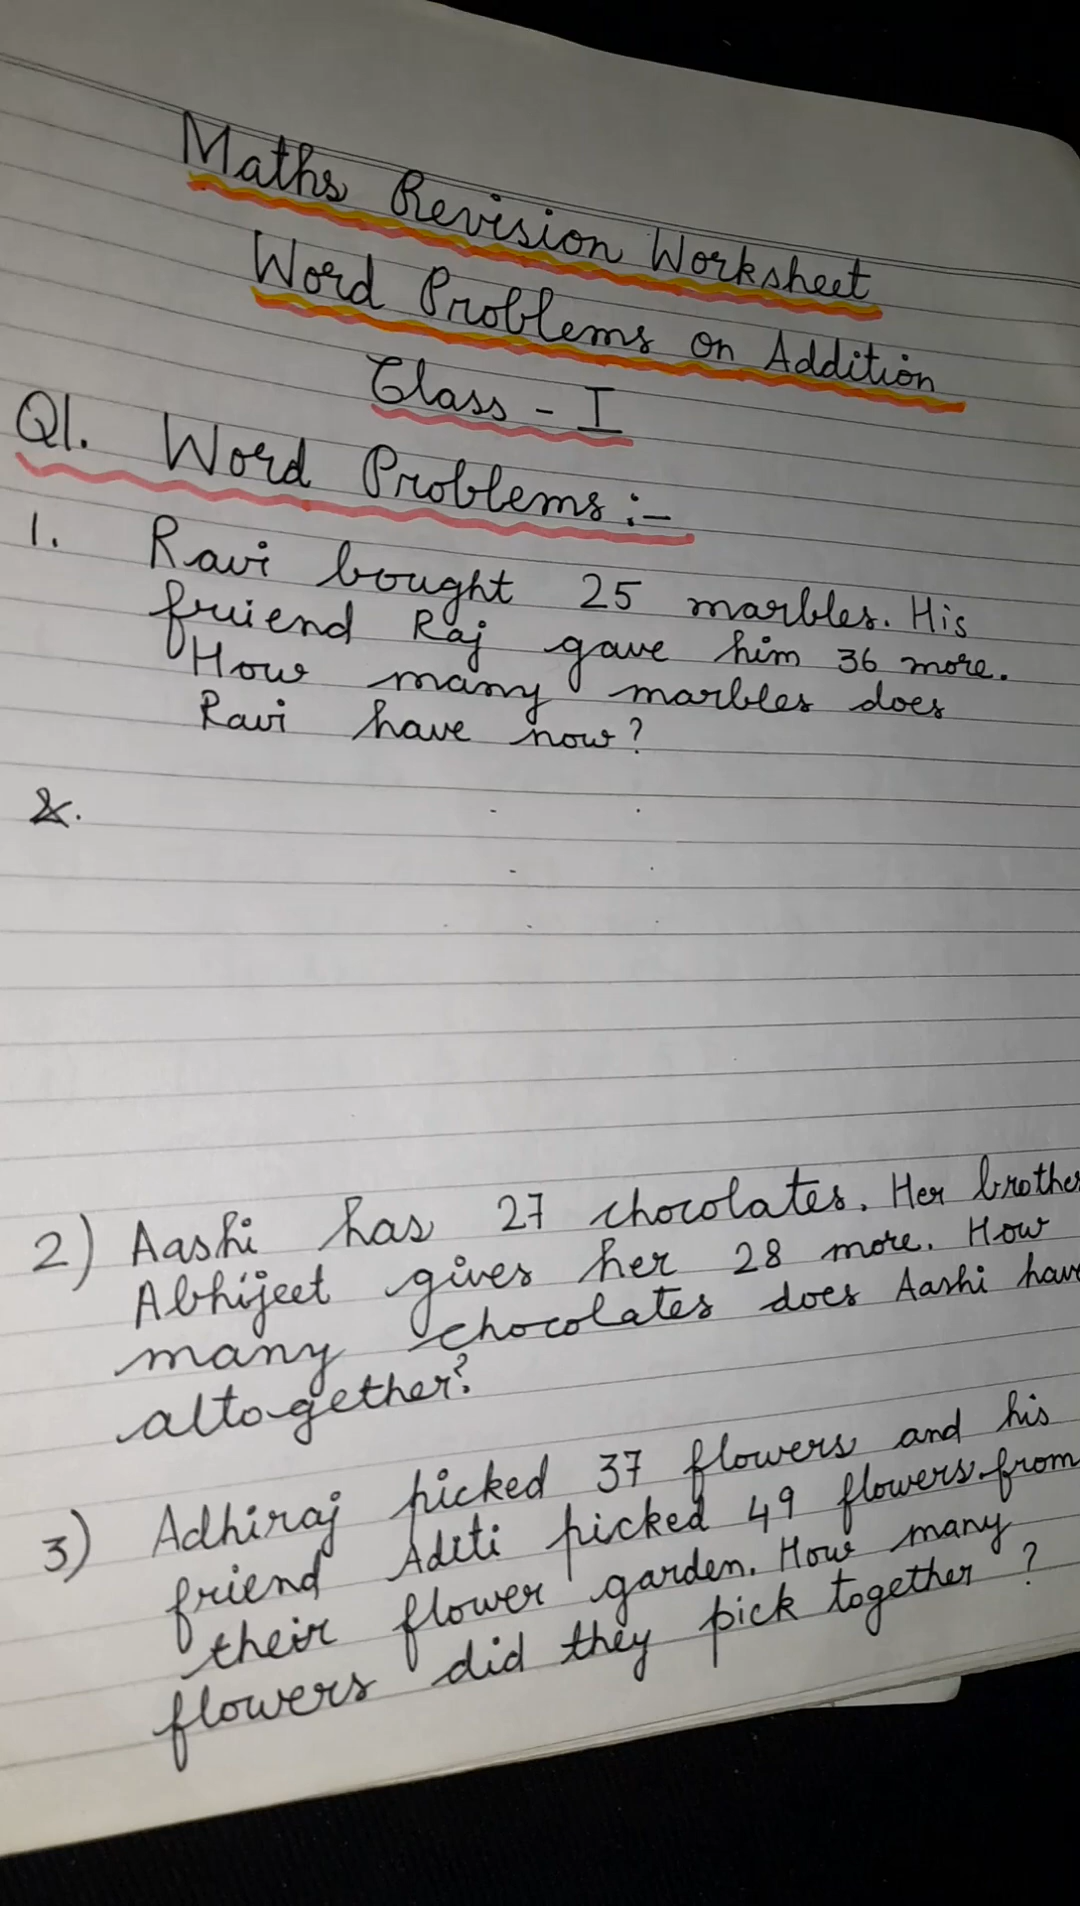 Maths Revision Worksheet
Word Problems on Addition
Class - I
Q1. Word Problems :-
1. Ravi bought 25 marbles. His
friend Raj gave him 36 more.
How many marbles does
Ravi have now?
2) Aashi has 27 chocolates. Her brother
Abhijeet gives her 28 more. How
many chocolates does Aashi have
altogether?
3) Adhiraj picked 37 flowers and his
friend Aditi picked 49 flowers from
their flower garden. How many
flowers did they pick together ?